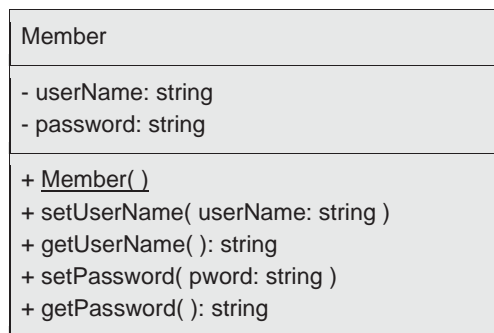 Member
- userName: string
- password: string
+ Member( )
+ setUserName( userName: string )
+ getUserName( ): string
+ setPassword( pword: string )
+ getPassword( ): string